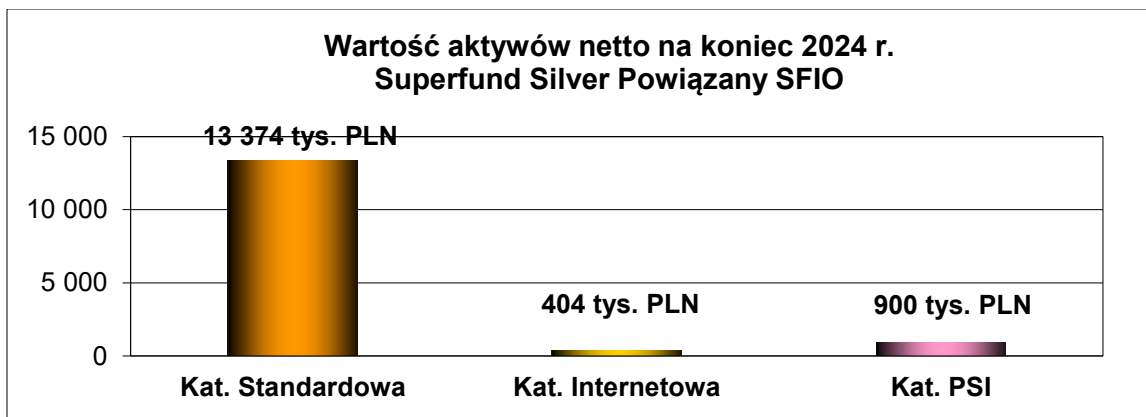 Wartość aktywów netto na koniec 2024 r.
Superfund Silver Powiązany SFIO
15 000
10 000
5 000
0
13 374 tys. PLN
404 tys. PLN
900 tys. PLN
Kat. Standardowa
Kat. Internetowa
Kat. PSI